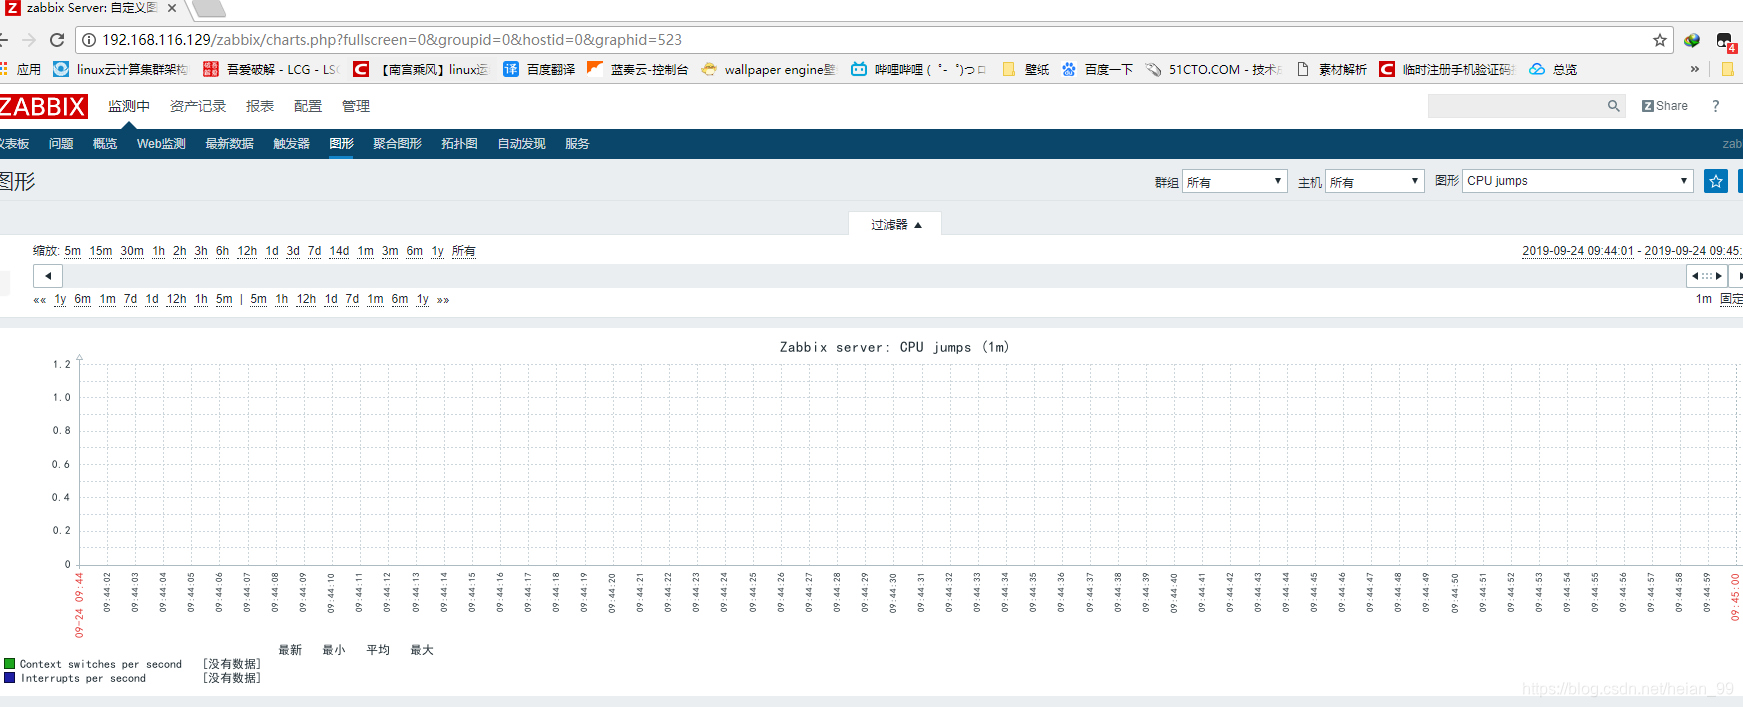 Z zabbix Server: 自定义图
192.168.116.129/zabbix/charts.php?fullscreen=0&groupid=0&hostid=0&graphid=523
4
应用 linux云计算集群架构 吾爱破解 - LCG - LSG 【南宫乘风】linux运 百度翻译 蓝奏云-控制台 wallpaper engine壁 哔哩哔哩 ( ゜- ゜)つロ 壁纸 百度一下 51CTO.COM - 技术成 素材解析 临时注册手机验证码接 总览 »
ZABBIX 监测中 资产记录 报表 配置 管理 Z Share ?
仪表板 问题 概览 Web监测 最新数据 触发器 图形 聚合图形 拓扑图 自动发现 服务 zab
图形 群组 所有 主机 所有 图形 CPU jumps
过滤器
缩放: 5m 15m 30m 1h 2h 3h 6h 12h 1d 3d 7d 14d 1m 3m 6m 1y 所有 2019-09-24 09:44:01 - 2019-09-24 09:45:
«« 1y 6m 1m 7d 1d 12h 1h 5m | 5m 1h 12h 1d 7d 1m 6m 1y »» 1m 固定
Zabbix server: CPU jumps (1m)
1.2
1.0
0.8
0.6
0.4
0.2
0
09-24 09:44 09:44:02 09:44:03 09:44:04 09:44:05 09:44:06 09:44:07 09:44:08 09:44:09 09:44:10 09:44:11 09:44:12 09:44:13 09:44:14 09:44:15 09:44:16 09:44:17 09:44:18 09:44:19 09:44:20 09:44:21 09:44:22 09:44:23 09:44:24 09:44:25 09:44:26 09:44:27 09:44:28 09:44:29 09:44:30 09:44:31 09:44:32 09:44:33 09:44:34 09:44:35 09:44:36 09:44:37 09:44:38 09:44:39 09:44:40 09:44:41 09:44:42 09:44:43 09:44:44 09:44:45 09:44:46 09:44:47 09:44:48 09:44:49 09:44:50 09:44:51 09:44:52 09:44:53 09:44:54 09:44:55 09:44:56 09:44:57 09:44:58 09:44:59 09:45:00
最新 最小 平均 最大
Context switches per second [没有数据]
Interrupts per second [没有数据]
https://blog.csdn.net/heian_99